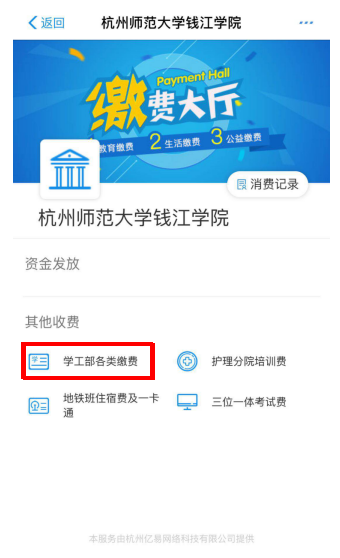 返回
杭州师范大学钱江学院
Payment Hall
缴费大厅
教育缴费 2 生活缴费 3 公益缴费
消费记录
杭州师范大学钱江学院
资金发放
其他收费
学工部各类缴费
护理分院培训费
地铁班住宿费及一卡
通
三位一体考试费
本服务由杭州亿易网络科技有限公司提供